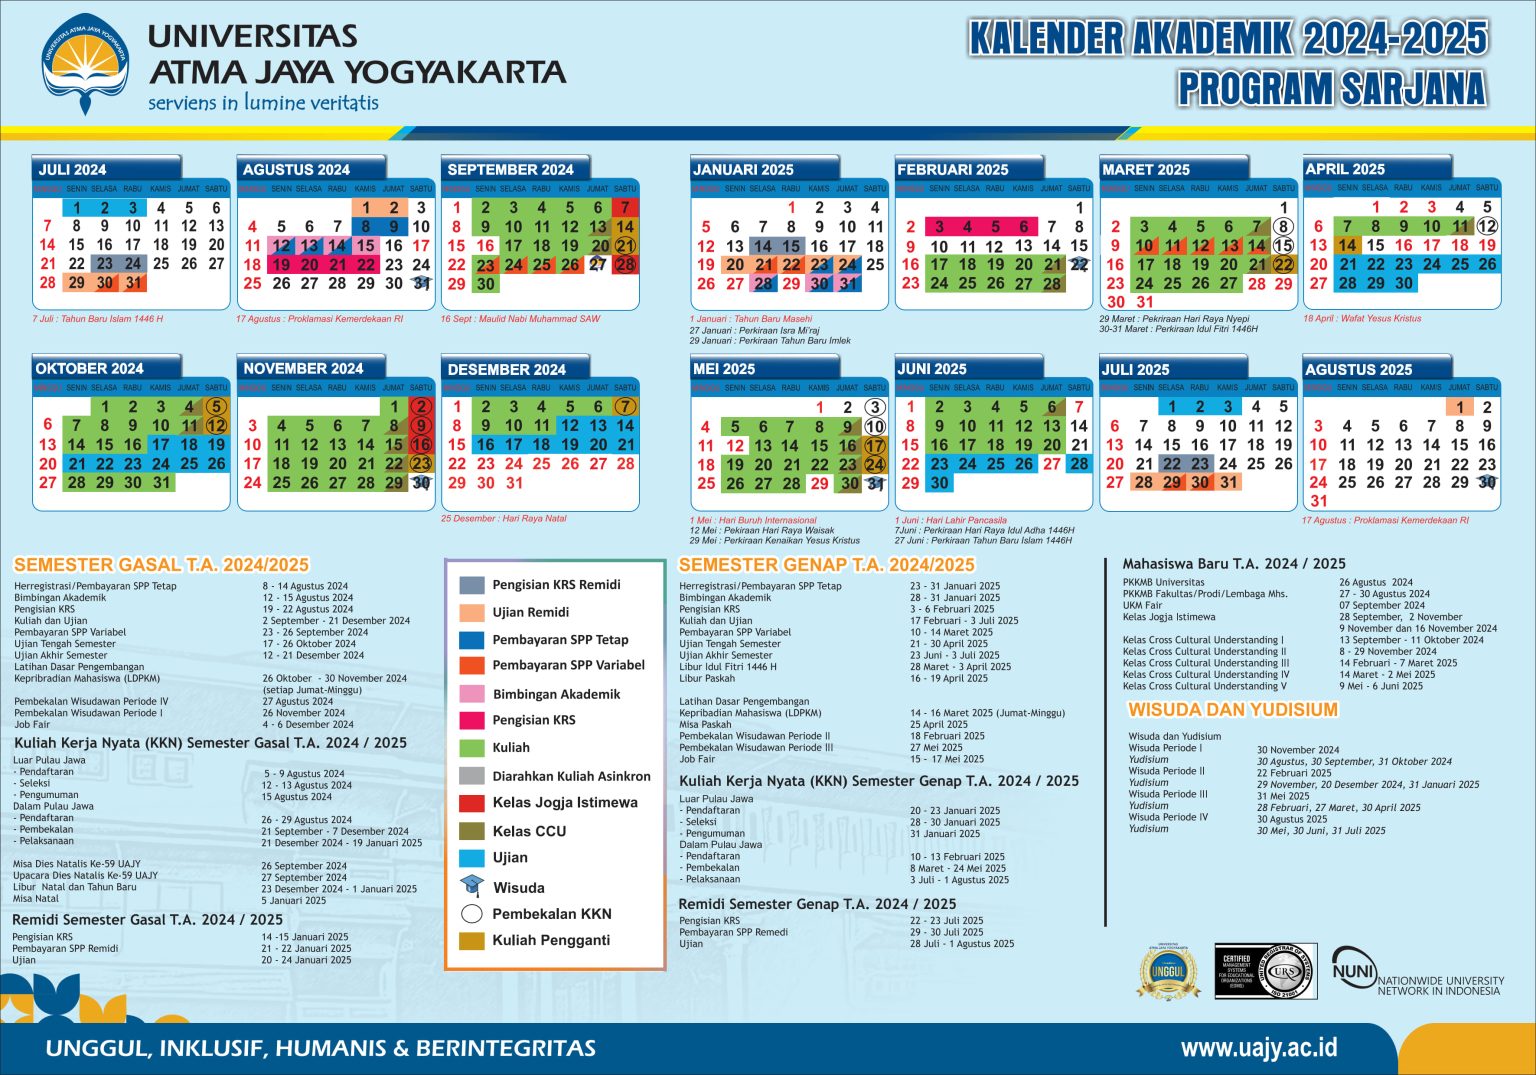 UNIVERSITAS ATMA JAYA YOGYAKARTA
UNIVERSITAS
ATMA JAYA YOGYAKARTA
serviens in lumine veritatis
KALENDER AKADEMIK 2024-2025
PROGRAM SARJANA
JULI 2024
SENIN SELASA RABU KAMIS JUMAT SABTU
1 2 3 4 5 6
7 8 9 10 11 12 13
14 15 16 17 18 19 20
21 22 23 24 25 26 27
28 29 30 31
7 Juli : Tahun Baru Islam 1446 H
AGUSTUS 2024
SENIN SELASA RABU KAMIS JUMAT SABTU
1 2 3
4 5 6 7 8 9 10
11 12 13 14 15 16 17
18 19 20 21 22 23 24
25 26 27 28 29 30 31
17 Agustus : Proklamasi Kemerdekaan RI
SEPTEMBER 2024
SENIN SELASA RABU KAMIS JUMAT SABTU
1 2 3 4 5 6 7
8 9 10 11 12 13 14
15 16 17 18 19 20 21
22 23 24 25 26 27 28
29 30
16 Sept : Maulid Nabi Muhammad SAW
JANUARI 2025
SENIN SELASA RABU KAMIS JUMAT SABTU
1 2 3 4
5 6 7 8 9 10 11
12 13 14 15 16 17 18
19 20 21 22 23 24 25
26 27 28 29 30 31
1 Januari : Tahun Baru Masehi
27 Januari : Perkiraan Isra Mi'raj
29 Januari : Perkiraan Tahun Baru Imlek
FEBRUARI 2025
SENIN SELASA RABU KAMIS JUMAT SABTU
1
2 3 4 5 6 7 8
9 10 11 12 13 14 15
16 17 18 19 20 21 22
23 24 25 26 27 28
MARET 2025
SENIN SELASA RABU KAMIS JUMAT SABTU
1
2 3 4 5 6 7 8
9 10 11 12 13 14 15
16 17 18 19 20 21 22
23 24 25 26 27 28 29
30 31
29 Maret : Pekriraan Hari Raya Nyepi
30-31 Maret : Perkiraan Idul Fitri 1446H
APRIL 2025
SENIN SELASA RABU KAMIS JUMAT SABTU
1 2 3 4 5
6 7 8 9 10 11 12
13 14 15 16 17 18 19
20 21 22 23 24 25 26
27 28 29 30
18 April : Wafat Yesus Kristus
OKTOBER 2024
SENIN SELASA RABU KAMIS JUMAT SABTU
1 2 3 4 5
6 7 8 9 10 11 12
13 14 15 16 17 18 19
20 21 22 23 24 25 26
27 28 29 30 31
NOVEMBER 2024
SENIN SELASA RABU KAMIS JUMAT SABTU
1 2
3 4 5 6 7 8 9
10 11 12 13 14 15 16
17 18 19 20 21 22 23
24 25 26 27 28 29 30
DESEMBER 2024
SENIN SELASA RABU KAMIS JUMAT SABTU
1 2 3 4 5 6 7
8 9 10 11 12 13 14
15 16 17 18 19 20 21
22 23 24 25 26 27 28
29 30 31
25 Desember : Hari Raya Natal
MEI 2025
SENIN SELASA RABU KAMIS JUMAT SABTU
1 2 3
4 5 6 7 8 9 10
11 12 13 14 15 16 17
18 19 20 21 22 23 24
25 26 27 28 29 30 31
1 Mei : Hari Buruh Internasional
12 Mei : Pekiraan Hari Raya Waisak
29 Mei : Perkiraan Kenaikan Yesus Kristus
JUNI 2025
SENIN SELASA RABU KAMIS JUMAT SABTU
1 2 3 4 5 6 7
8 9 10 11 12 13 14
15 16 17 18 19 20 21
22 23 24 25 26 27 28
29 30
1 Juni : Hari Lahir Pancasila
7Juni : Perkiraan Hari Raya Idul Adha 1446H
27 Juni : Perkiraan Tahun Baru Islam 1446H
JULI 2025
SENIN SELASA RABU KAMIS JUMAT SABTU
1 2 3 4 5
6 7 8 9 10 11 12
13 14 15 16 17 18 19
20 21 22 23 24 25 26
27 28 29 30 31
AGUSTUS 2025
SENIN SELASA RABU KAMIS JUMAT SABTU
1 2
3 4 5 6 7 8 9
10 11 12 13 14 15 16
17 18 19 20 21 22 23
24 25 26 27 28 29 30
31
17 Agustus : Proklamasi Kemerdekaan RI
SEMESTER GASAL T.A. 2024/2025
Herregistrasi/Pembayaran SPP Tetap 8 - 14 Agustus 2024
Bimbingan Akademik 12 - 15 Agustus 2024
Pengisian KRS 19 - 22 Agustus 2024
Kuliah dan Ujian 2 September - 21 Desember 2024
Pembayaran SPP Variabel 23 - 26 September 2024
Ujian Tengah Semester 17 - 26 Oktober 2024
Ujian Akhir Semester 12 - 21 Desember 2024
Latihan Dasar Pengembangan
Kepribadian Mahasiswa (LDPKM) 26 Oktober - 30 November 2024
(setiap Jumat-Minggu)
Pembekalan Wisudawan Periode IV 27 Agustus 2024
Pembekalan Wisudawan Periode I 26 November 2024
Job Fair 4 - 6 Desember 2024
Kuliah Kerja Nyata (KKN) Semester Gasal T.A. 2024 / 2025
Luar Pulau Jawa
- Pendaftaran 5 - 9 Agustus 2024
- Seleksi 12 - 13 Agustus 2024
- Pengumuman 15 Agustus 2024
Dalam Pulau Jawa
- Pendaftaran 26 - 29 Agustus 2024
- Pembekalan 21 September - 7 Desember 2024
- Pelaksanaan 21 Desember 2024 - 19 Januari 2025
Misa Dies Natalis Ke-59 UAJY 26 September 2024
Upacara Dies Natalis Ke-59 UAJY 27 September 2024
Libur Natal dan Tahun Baru 23 Desember 2024 - 1 Januari 2025
Misa Natal 5 Januari 2025
Remidi Semester Gasal T.A. 2024 / 2025
Pengisian KRS 14 -15 Januari 2025
Pembayaran SPP Remidi 21 - 22 Januari 2025
Ujian 20 - 24 Januari 2025
Pengisian KRS Remidi
Ujian Remidi
Pembayaran SPP Tetap
Pembayaran SPP Variabel
Bimbingan Akademik
Pengisian KRS
Kuliah
Diarahkan Kuliah Asinkron
Kelas Jogja Istimewa
Kelas CCU
Ujian
Wisuda
Pembekalan KKN
Kuliah Pengganti
SEMESTER GENAP T.A. 2024/2025
Herregistrasi/Pembayaran SPP Tetap 23 - 31 Januari 2025
Bimbingan Akademik 28 - 31 Januari 2025
Pengisian KRS 3 - 6 Februari 2025
Kuliah dan Ujian 17 Februari - 3 Juli 2025
Pembayaran SPP Variabel 10 - 14 Maret 2025
Ujian Tengah Semester 21 - 30 April 2025
Ujian Akhir Semester 23 Juni - 3 Juli 2025
Libur Idul Fitri 1446 H 28 Maret - 3 April 2025
Libur Paskah 16 - 19 April 2025
Latihan Dasar Pengembangan
Kepribadian Mahasiswa (LDPKM) 14 - 16 Maret 2025 (Jumat-Minggu)
Misa Paskah 25 April 2025
Pembekalan Wisudawan Periode II 18 Februari 2025
Pembekalan Wisudawan Periode III 27 Mei 2025
Job Fair 15 - 17 Mei 2025
Kuliah Kerja Nyata (KKN) Semester Genap T.A. 2024 / 2025
Luar Pulau Jawa
- Pendaftaran 20 - 23 Januari 2025
- Seleksi 28 - 30 Januari 2025
- Pengumuman 31 Januari 2025
Dalam Pulau Jawa
- Pendaftaran 10 - 13 Februari 2025
- Pembekalan 8 Maret - 24 Mei 2025
- Pelaksanaan 3 Juli - 1 Agustus 2025
Remidi Semester Genap T.A. 2024 / 2025
Pengisian KRS 22 - 23 Juli 2025
Pembayaran SPP Remedi 29 - 30 Juli 2025
Ujian 28 Juli - 1 Agustus 2025
Mahasiswa Baru T.A. 2024 / 2025
PKKMB Universitas 26 Agustus 2024
PKKMB Fakultas/Prodi/Lembaga Mhs. 27 - 30 Agustus 2024
UKM Fair 07 September 2024
Kelas Jogja Istimewa 28 September, 2 November
9 November dan 16 November 2024
Kelas Cross Cultural Understanding I 13 September - 11 Oktober 2024
Kelas Cross Cultural Understanding II 8 - 29 November 2024
Kelas Cross Cultural Understanding III 14 Februari - 7 Maret 2025
Kelas Cross Cultural Understanding IV 14 Maret - 2 Mei 2025
Kelas Cross Cultural Understanding V 9 Mei - 6 Juni 2025
WISUDA DAN YUDISIUM
Wisuda dan Yudisium
Wisuda Periode I 30 November 2024
Yudisium 30 Agustus, 30 September, 31 Oktober 2024
Wisuda Periode II 22 Februari 2025
Yudisium 29 November, 20 Desember 2024, 31 Januari 2025
Wisuda Periode III 31 Mei 2025
Yudisium 28 Februari, 27 Maret, 30 April 2025
Wisuda Periode IV 30 Agustus 2025
Yudisium 30 Mei, 30 Juni, 31 Juli 2025
UNGGUL
CERTIFIED
MANAGEMENT
SYSTEMS
FOR EDUCATIONAL
ORGANIZATIONS
(EOMS)
UNITED REGISTRAR OF SYSTEMS
URS
ISO 21001
NUNI
NATIONWIDE UNIVERSITY
NETWORK IN INDONESIA
UNGGUL, INKLUSIF, HUMANIS & BERINTEGRITAS
www.uajy.ac.id